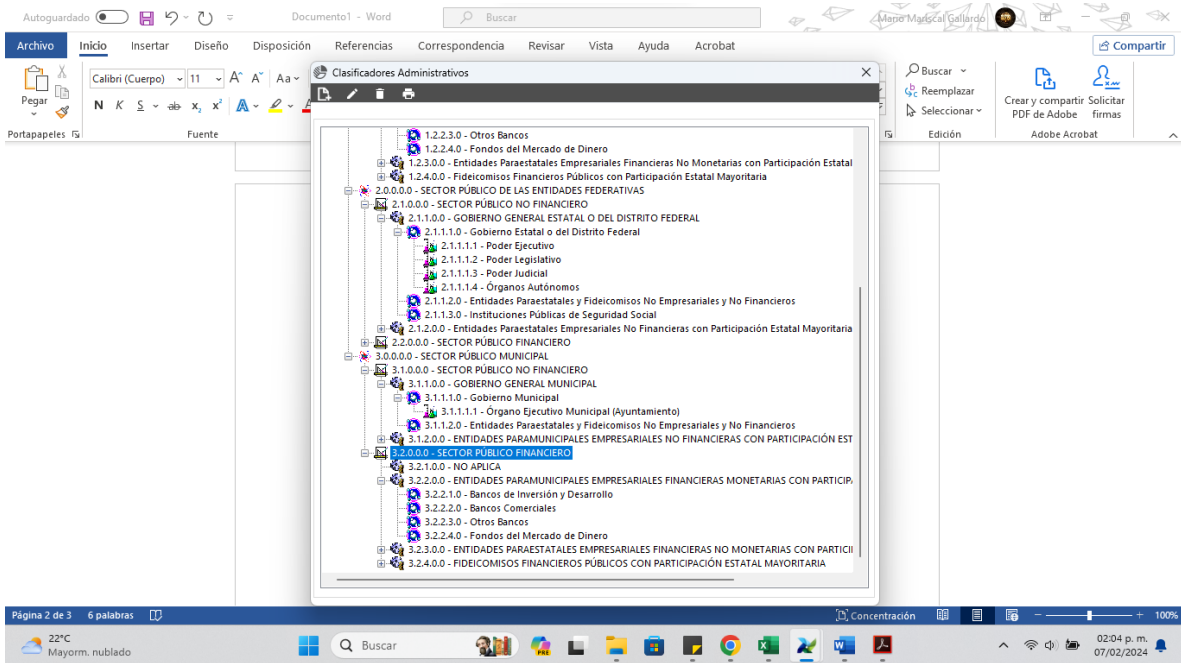 Autoguardado
Documento1 - Word
Buscar
Mario Mariscal Gallardo
Archivo Inicio Insertar Diseño Disposición Referencias Correspondencia Revisar Vista Ayuda Acrobat Compartir
Pegar
Calibri (Cuerpo) 11 A A Aa
N K S ab x₂ x² A
Portapapeles
Fuente
Buscar
Reemplazar
Seleccionar
Edición
Crear y compartir PDF de Adobe
Solicitar firmas
Adobe Acrobat
Clasificadores Administrativos
1.2.2.3.0 - Otros Bancos
1.2.2.4.0 - Fondos del Mercado de Dinero
1.2.3.0.0 - Entidades Paraestatales Empresariales Financieras No Monetarias con Participación Estatal
1.2.4.0.0 - Fideicomisos Financieros Públicos con Participación Estatal Mayoritaria
2.0.0.0.0 - SECTOR PÚBLICO DE LAS ENTIDADES FEDERATIVAS
2.1.0.0.0 - SECTOR PÚBLICO NO FINANCIERO
2.1.1.0.0 - GOBIERNO GENERAL ESTATAL O DEL DISTRITO FEDERAL
2.1.1.1.0 - Gobierno Estatal o del Distrito Federal
2.1.1.1.1 - Poder Ejecutivo
2.1.1.1.2 - Poder Legislativo
2.1.1.1.3 - Poder Judicial
2.1.1.1.4 - Órganos Autónomos
2.1.1.2.0 - Entidades Paraestatales y Fideicomisos No Empresariales y No Financieros
2.1.1.3.0 - Instituciones Públicas de Seguridad Social
2.1.2.0.0 - Entidades Paraestatales Empresariales No Financieras con Participación Estatal Mayoritaria
2.2.0.0.0 - SECTOR PÚBLICO FINANCIERO
3.0.0.0.0 - SECTOR PÚBLICO MUNICIPAL
3.1.0.0.0 - SECTOR PÚBLICO NO FINANCIERO
3.1.1.0.0 - GOBIERNO GENERAL MUNICIPAL
3.1.1.1.0 - Gobierno Municipal
3.1.1.1.1 - Órgano Ejecutivo Municipal (Ayuntamiento)
3.1.1.2.0 - Entidades Paraestatales y Fideicomisos No Empresariales y No Financieros
3.1.2.0.0 - ENTIDADES PARAMUNICIPALES EMPRESARIALES NO FINANCIERAS CON PARTICIPACIÓN EST
3.2.0.0.0 - SECTOR PÚBLICO FINANCIERO
3.2.1.0.0 - NO APLICA
3.2.2.0.0 - ENTIDADES PARAMUNICIPALES EMPRESARIALES FINANCIERAS MONETARIAS CON PARTICIP
3.2.2.1.0 - Bancos de Inversión y Desarrollo
3.2.2.2.0 - Bancos Comerciales
3.2.2.3.0 - Otros Bancos
3.2.2.4.0 - Fondos del Mercado de Dinero
3.2.3.0.0 - ENTIDADES PARAESTATALES EMPRESARIALES FINANCIERAS NO MONETARIAS CON PARTICI
3.2.4.0.0 - FIDEICOMISOS FINANCIEROS PÚBLICOS CON PARTICIPACIÓN ESTATAL MAYORITARIA
Página 2 de 3 6 palabras
Concentración
100%
22°C
Mayorm. nublado
Buscar
02:04 p. m.
07/02/2024